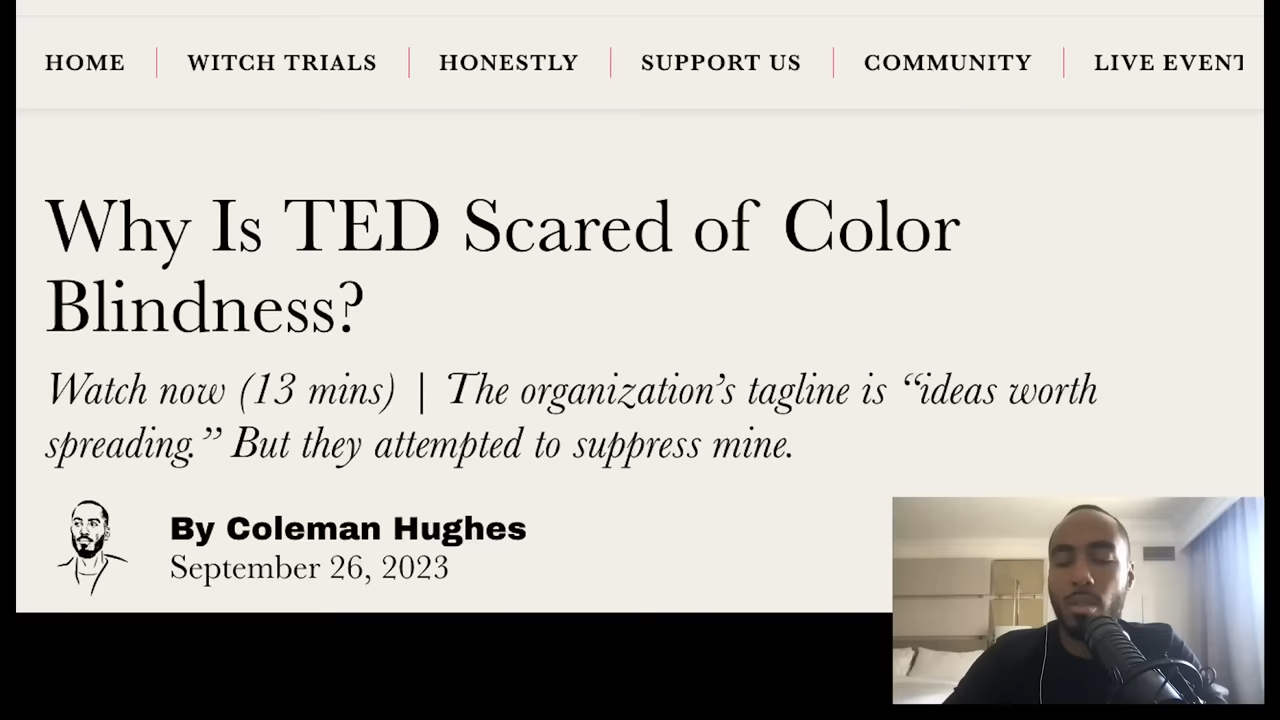 HOME WITCH TRIALS HONESTLY SUPPORT US COMMUNITY LIVE EVENT
Why Is TED Scared of Color
Blindness?
Watch now (13 mins) | The organization’s tagline is “ideas worth
spreading.” But they attempted to suppress mine.
By Coleman Hughes
September 26, 2023